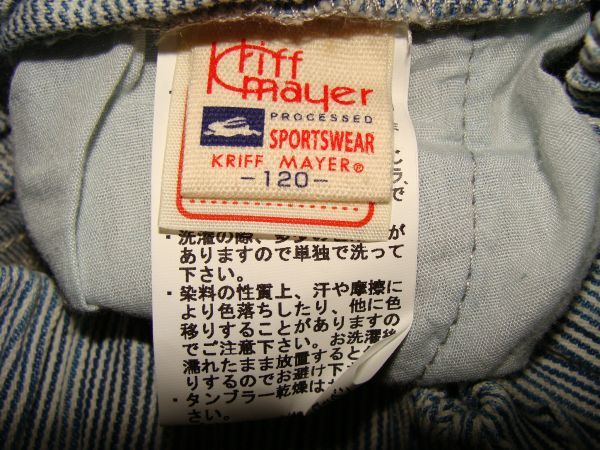 Kriff
mayer
PROCESSED
SPORTSWEAR
KRIFF MAYER®
-120-
で
・洗濯の際、
が
ありますので単独で洗って
下さい。
・染料の性質上、汗や摩擦に
より色落ちしたり、他に色
移りすることがありますの
でご注意下さい。お洗濯後
濡れたまま放置すると
りするのでお避け下
・タンブラー乾燥は
さい。